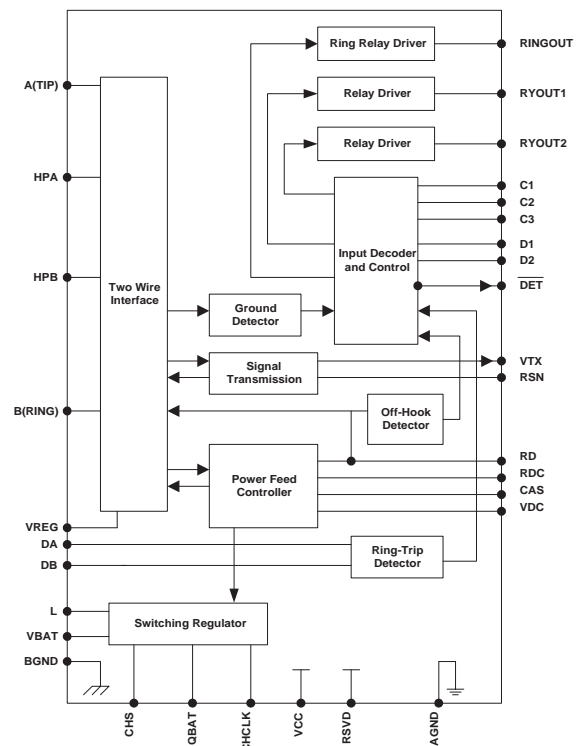 Ring Relay Driver
RINGOUT
A(TIP)
Relay Driver
RYOUT1
Relay Driver
RYOUT2
HPA
C1
C2
C3
Input Decoder
and Control
D1
D2
DET
HPB
Two Wire
Interface
Ground
Detector
Signal
Transmission
VTX
RSN
B(RING)
Off-Hook
Detector
RD
Power Feed
Controller
RDC
CAS
VDC
VREG
DA
DB
Ring-Trip
Detector
L
Switching Regulator
VBAT
BGND
CHS
QBAT
VCC
RSVD
AGND